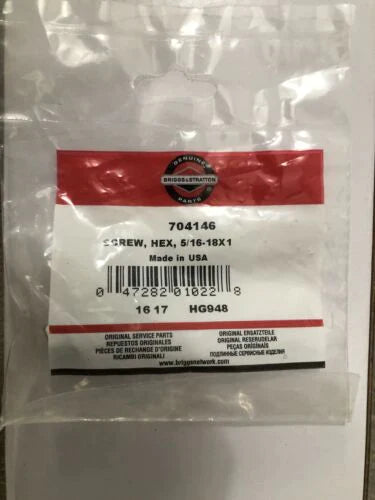 GENUINE
BRIGGS & STRATTON
PARTS
704146
SCREW, HEX, 5/16-18X1
Made in USA
0 47282 01022 8
16 17 HG948
ORIGINAL SERVICE PARTS
REPUESTOS ORIGINALES
PIÈCES DE RECHANGE D'ORIGINE
RICAMBI ORIGINALI
ORIGINAL ERSATZTEILE
ORIGINAL RESERVDELAR
PEÇAS ORIGINAIS
ПОДЛИННЫЕ СЕРВИСНЫЕ ИЗДЕЛИЯ
www.briggsnetwork.com